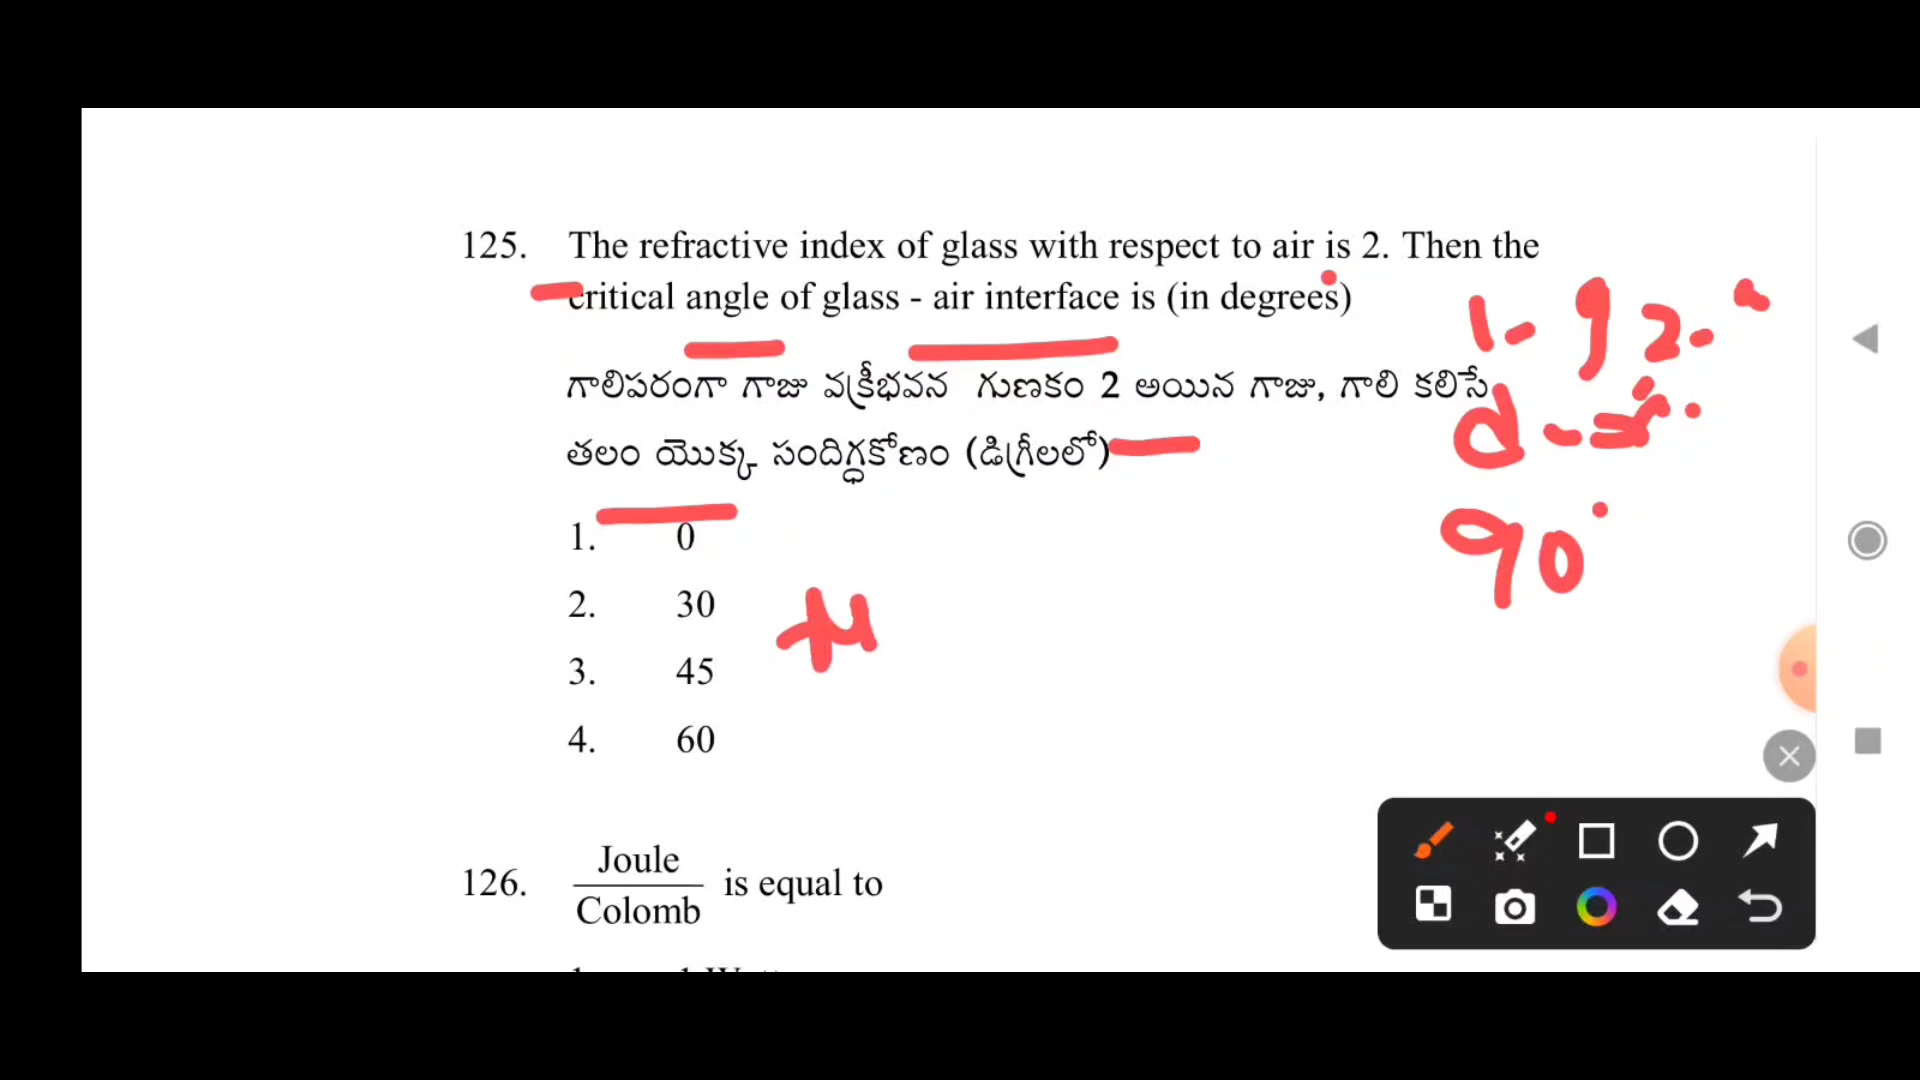 125. The refractive index of glass with respect to air is 2. Then the
critical angle of glass - air interface is (in degrees)
గాలిపరంగా గాజు వక్రీభవన గుణకం 2 అయిన గాజు, గాలి కలిసే
తలం యొక్క సందిగ్ధకోణం (డిగ్రీలలో)
1. 0
2. 30
3. 45
4. 60
μ
1- g 2- a
d -
90°
126. Joule
Colomb
is equal to